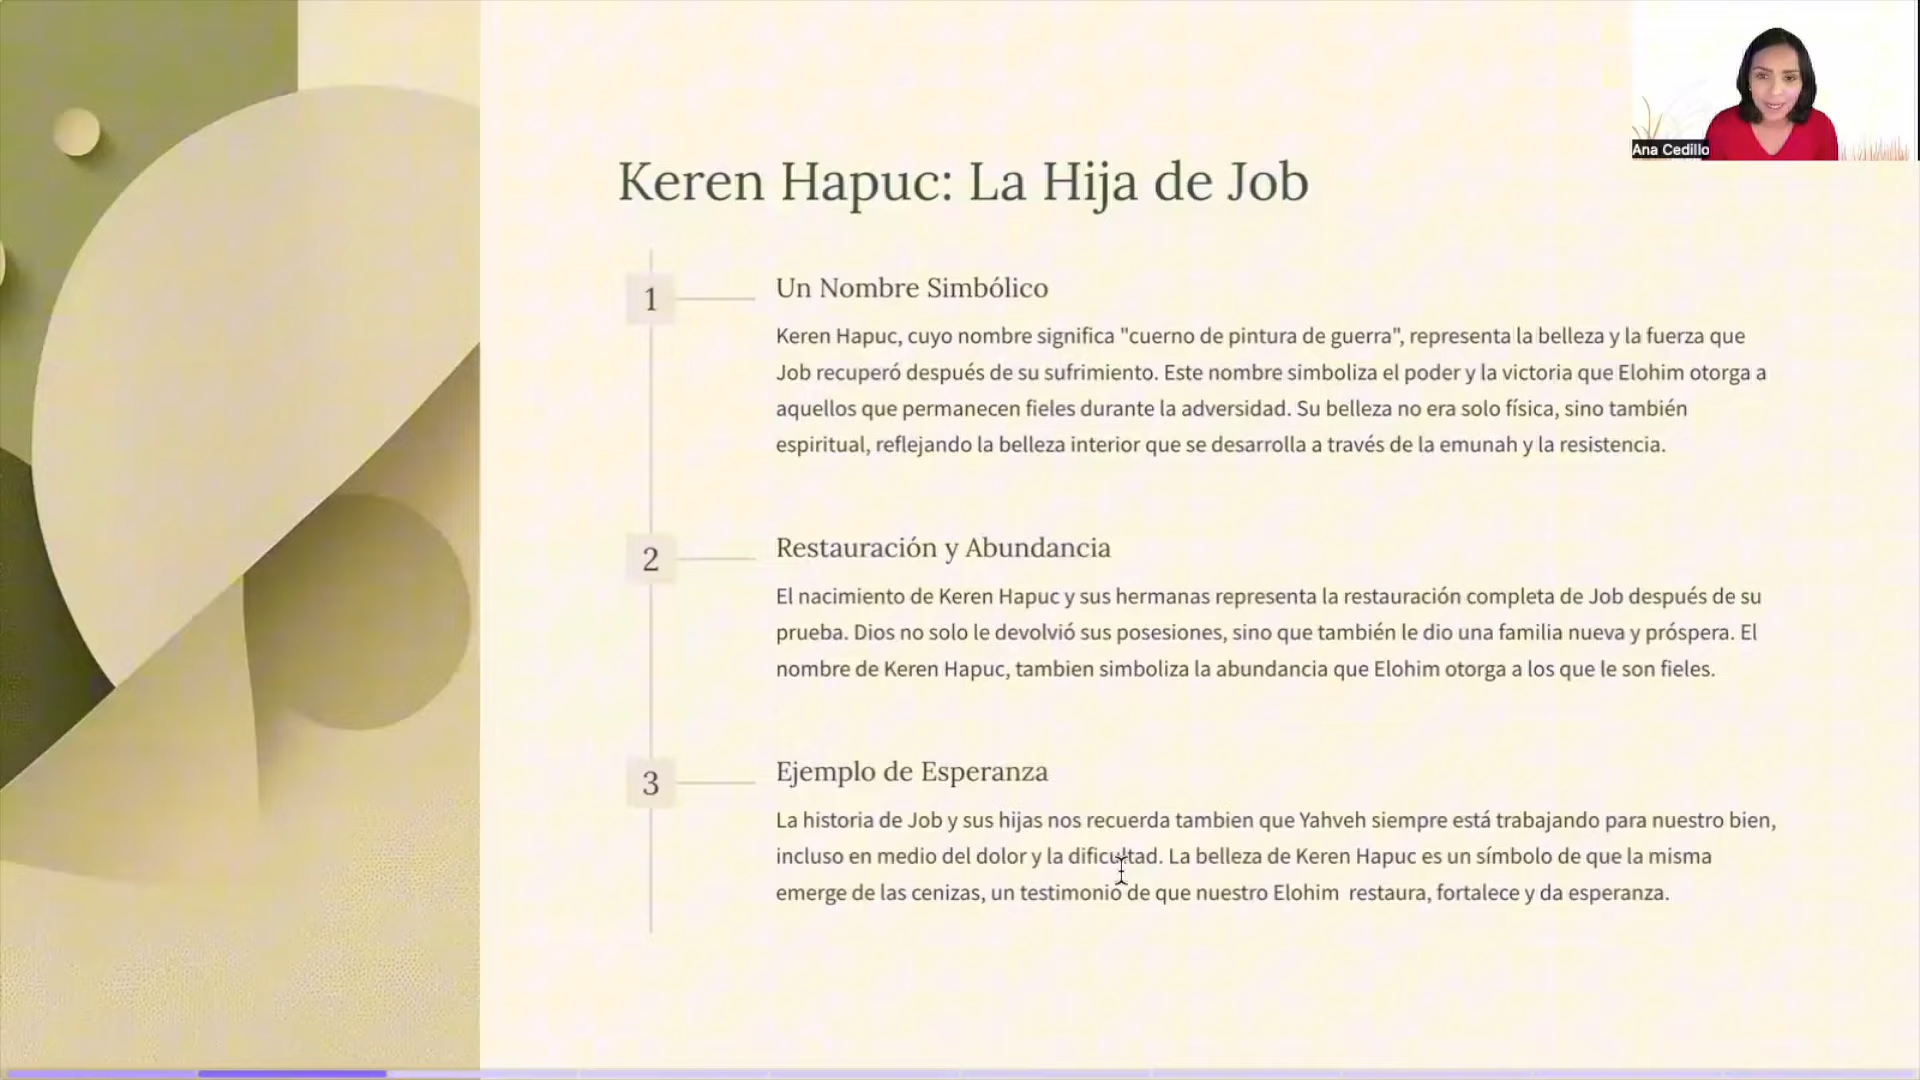 Ana Cedillo
Keren Hapuc: La Hija de Job
1
Un Nombre Simbólico
Keren Hapuc, cuyo nombre significa "cuerno de pintura de guerra", representa la belleza y la fuerza que
Job recuperó después de su sufrimiento. Este nombre simboliza el poder y la victoria que Elohim otorga a
aquellos que permanecen fieles durante la adversidad. Su belleza no era solo física, sino también
espiritual, reflejando la belleza interior que se desarrolla a través de la emunah y la resistencia.
2
Restauración y Abundancia
El nacimiento de Keren Hapuc y sus hermanas representa la restauración completa de Job después de su
prueba. Dios no solo le devolvió sus posesiones, sino que también le dio una familia nueva y próspera. El
nombre de Keren Hapuc, tambien simboliza la abundancia que Elohim otorga a los que le son fieles.
3
Ejemplo de Esperanza
La historia de Job y sus hijas nos recuerda tambien que Yahveh siempre está trabajando para nuestro bien,
incluso en medio del dolor y la dificultad. La belleza de Keren Hapuc es un símbolo de que la misma
emerge de las cenizas, un testimonio de que nuestro Elohim  restaura, fortalece y da esperanza.